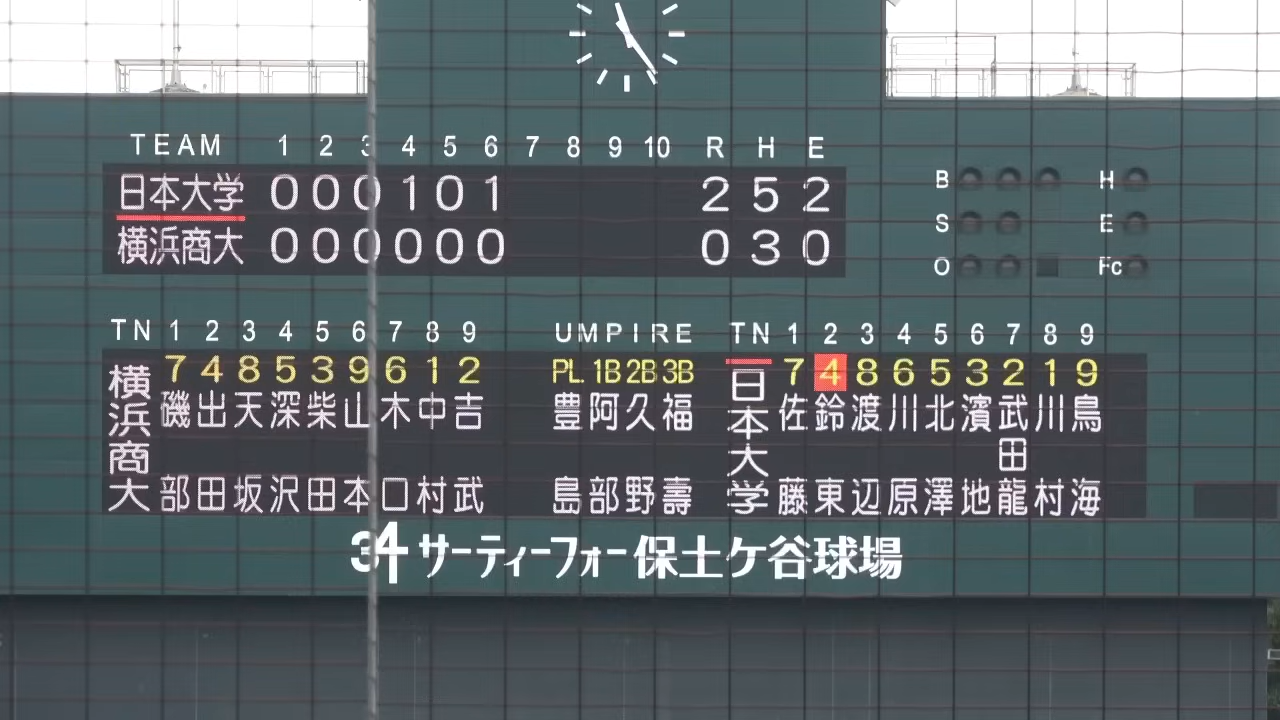 TEAM 1 2 3 4 5 6 7 8 9 10 R H E
日本大学 0 0 0 1 0 1 2 5 2
横浜商大 0 0 0 0 0 0 0 3 0
B H
S E
O Fc
TN 1 2 3 4 5 6 7 8 9
横浜商大
7 磯部
4 出田
8 天坂
5 深沢
3 柴田
9 山本
6 木口
1 中村
2 吉武
UMPIRE
PL. 豊島
1B 阿部
2B 久野
3B 福壽
TN 1 2 3 4 5 6 7 8 9
日本大学
7 佐藤
4 鈴東
8 渡辺
6 川原
5 北澤
3 濱地
2 武田龍
1 川村
9 鳥海
34 サーティーフォー保土ケ谷球場